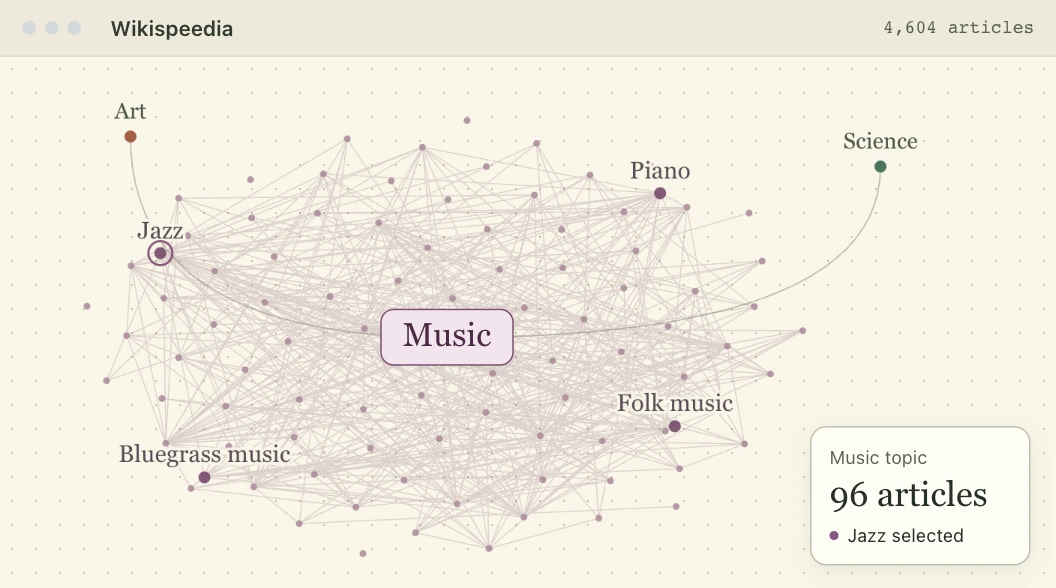 Wikispeedia
4,604 articles
Art
Science
Piano
Jazz
Music
Folk music
Bluegrass music
Music topic
96 articles
Jazz selected